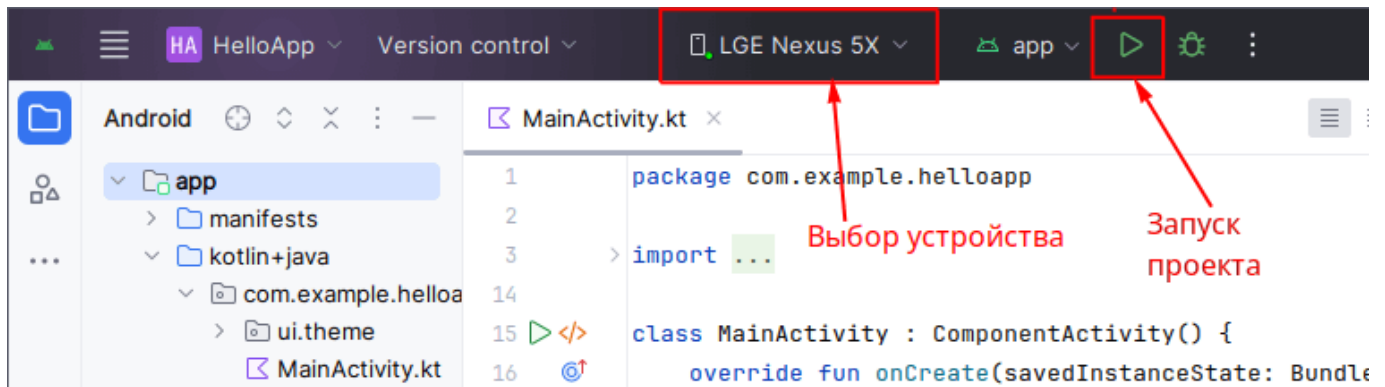 HA HelloApp Version control LGE Nexus 5X app
Android MainActivity.kt
app
manifests
kotlin+java
com.example.helloa
ui.theme
MainActivity.kt
1 package com.example.helloapp
2
3 import ...
14
15 class MainActivity : ComponentActivity() {
16 override fun onCreate(savedInstanceState: Bundle
Выбор устройства
Запуск
проекта